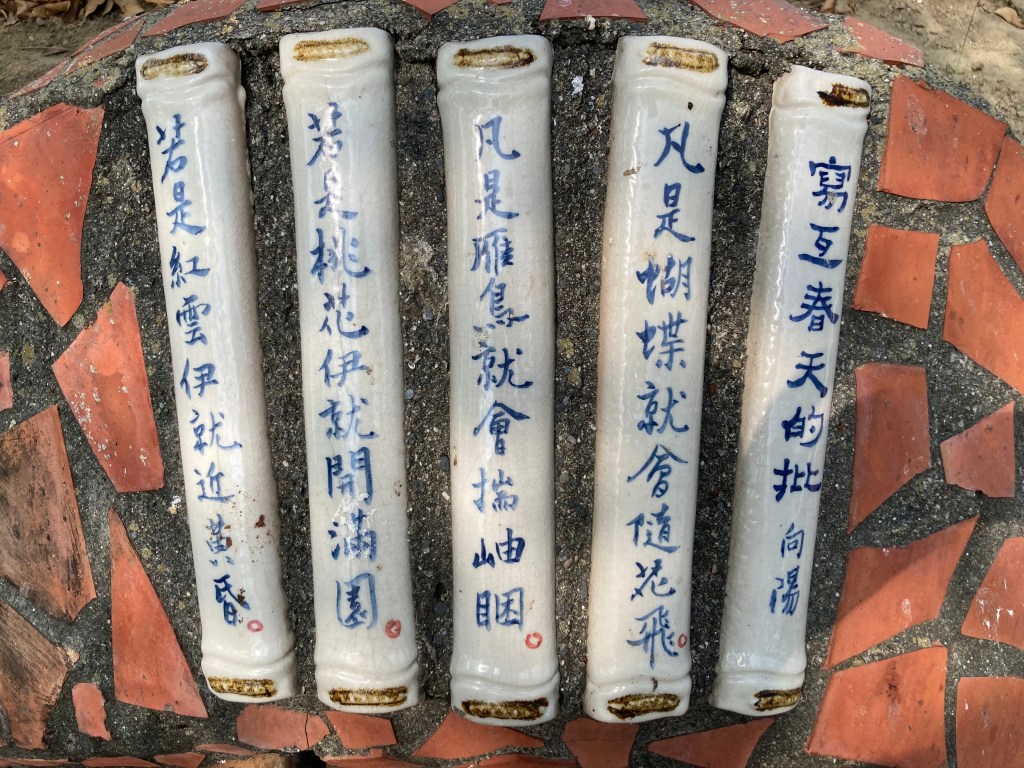 寫互春天的批 向陽
凡是蝴蝶就會隨花飛
凡是雁鳥就會揣岫睏
若是桃花伊就開滿園
若是紅雲伊就近黃昏